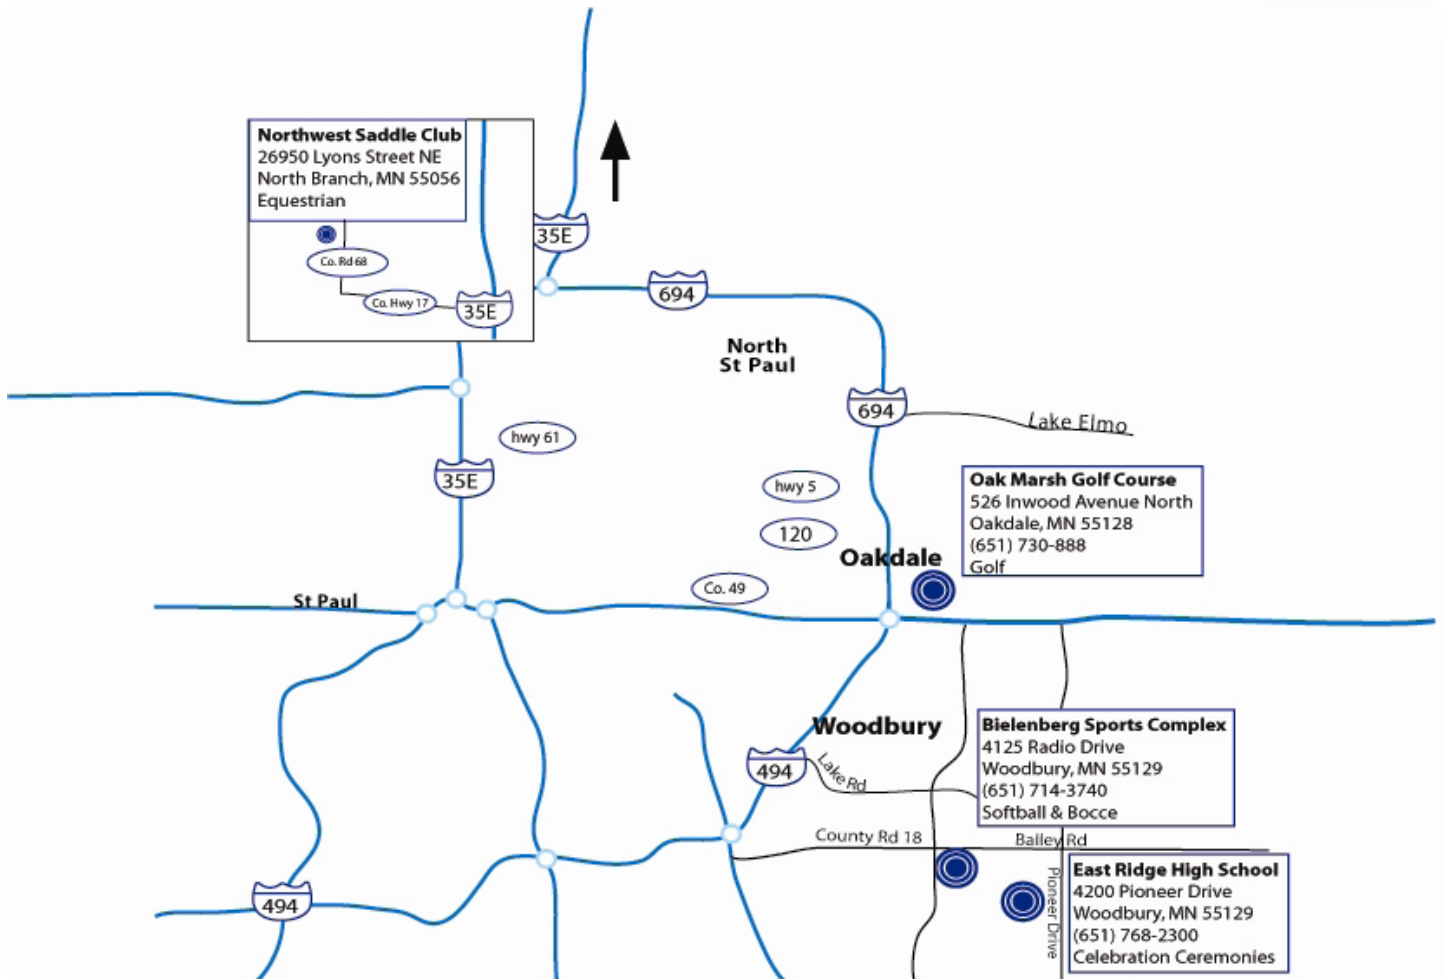 Northwest Saddle Club
26950 Lyons Street NE
North Branch, MN 55056
Equestrian
Co. Rd 68
Co. Hwy 17
35E
35E
694
North
St Paul
694
Lake Elmo
hwy 61
35E
hwy 5
120
Oak Marsh Golf Course
526 Inwood Avenue North
Oakdale, MN 55128
(651) 730-888
Golf
Oakdale
Co. 49
St Paul
Woodbury
494
Lake Rd
Bielenberg Sports Complex
4125 Radio Drive
Woodbury, MN 55129
(651) 714-3740
Softball & Bocce
County Rd 18
Bailey Rd
Pioneer Drive
East Ridge High School
4200 Pioneer Drive
Woodbury, MN 55129
(651) 768-2300
Celebration Ceremonies
494